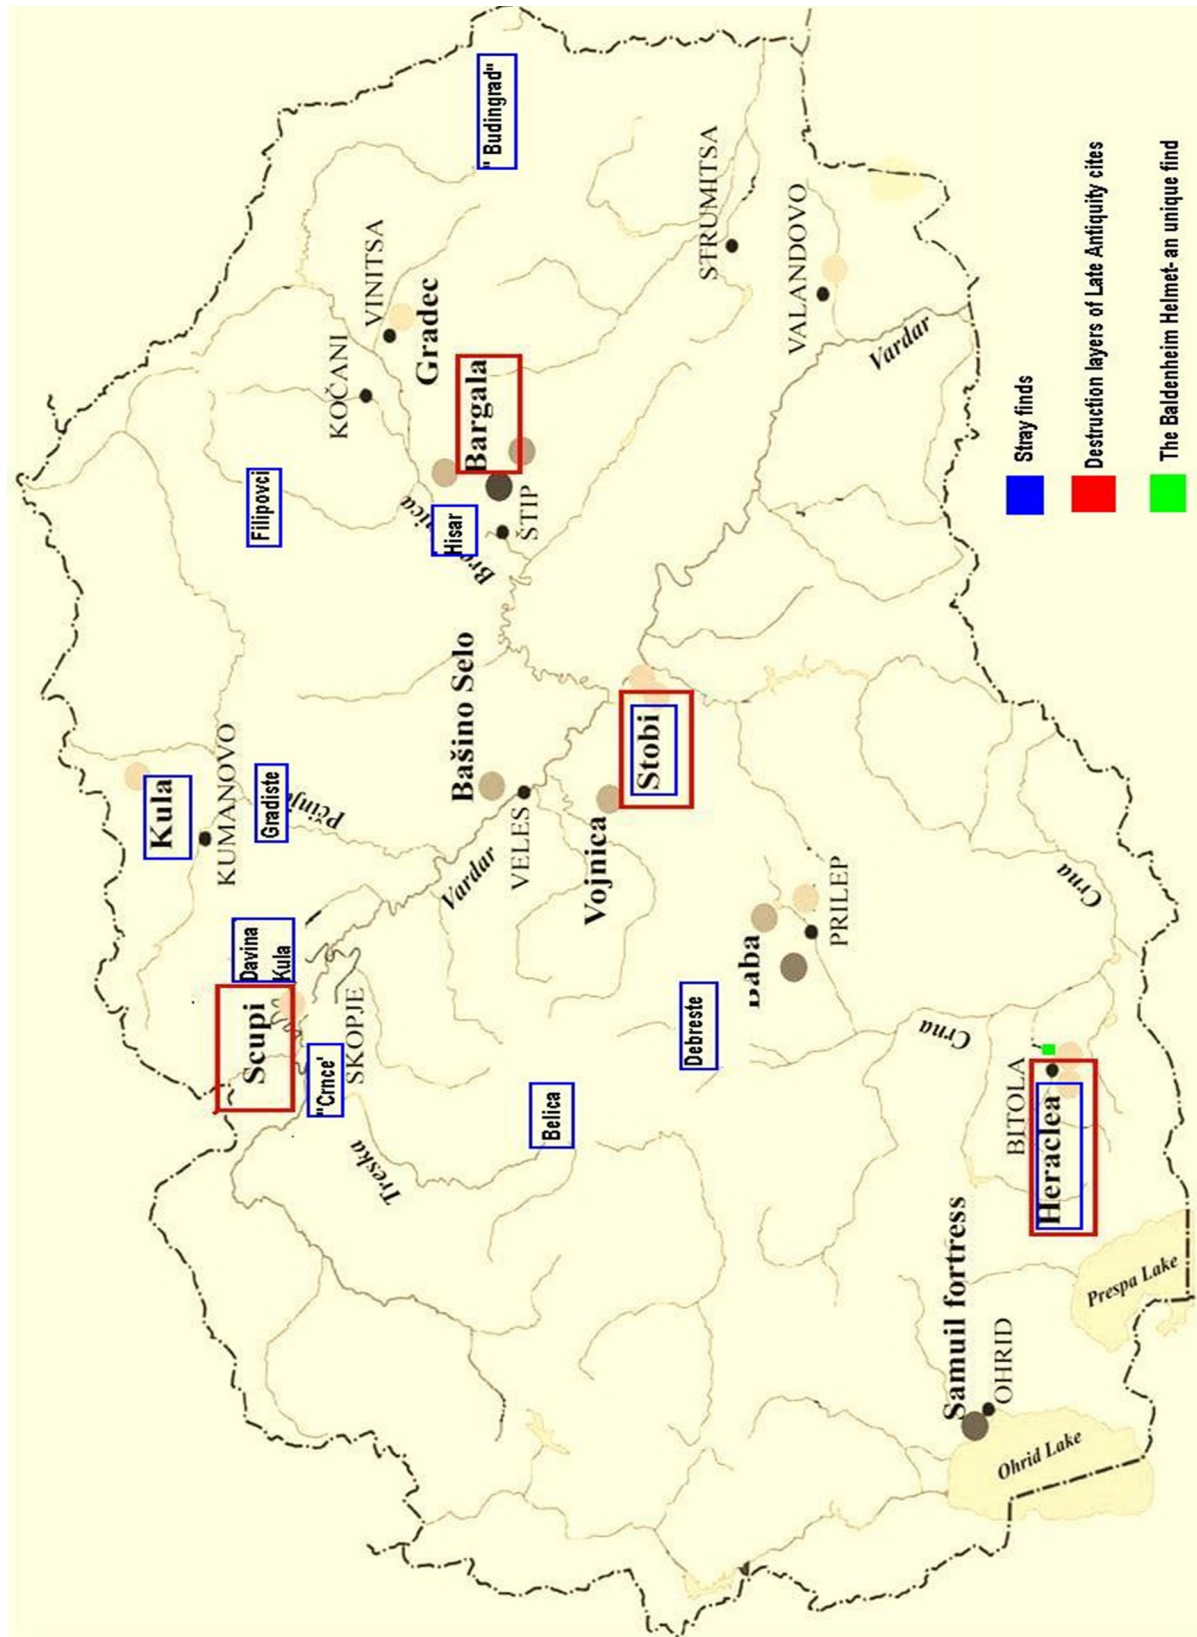 Kula
KUMANOVO
Scupi
Davina
Kula
Filipovci
Gradiste
Pčinj
"Crnce'
SKOPJE
KOČANI
VINITSA
Treska
Gradec
Hisar
Bašino Selo
Vardar
Bargala
" Budingrad"
VELES
ŠTIP
Belica
Vojnica
Stobi
Debreste
STRUMITSA
VALANDOVO
PRILEP
Vardar
Crna
Samuil fortress
OHRID
BITOLA
Ohrid Lake
Heraclea
Crna
Prespa Lake
Stray finds
Destruction layers of Late Antiquity cites
The Baldenheim Helmet- an unique find